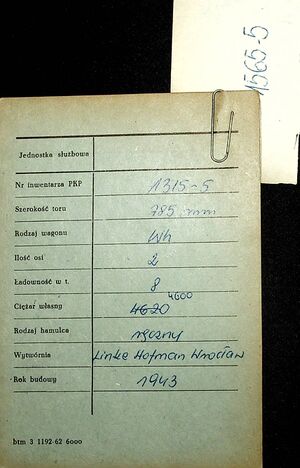 1565-5
Jednostka służbowa
Nr inwentarza PKP 1315-5
Szerokość toru 785 mm
Rodzaj wagonu Wh
Ilość osi 2
Ładowność w t. 8
4600
Ciężar własny 4620
Rodzaj hamulca ręczny
Wytwórnia Linke Hofman Wrocław
Rok budowy 1943
btm 3 1192-62 6000